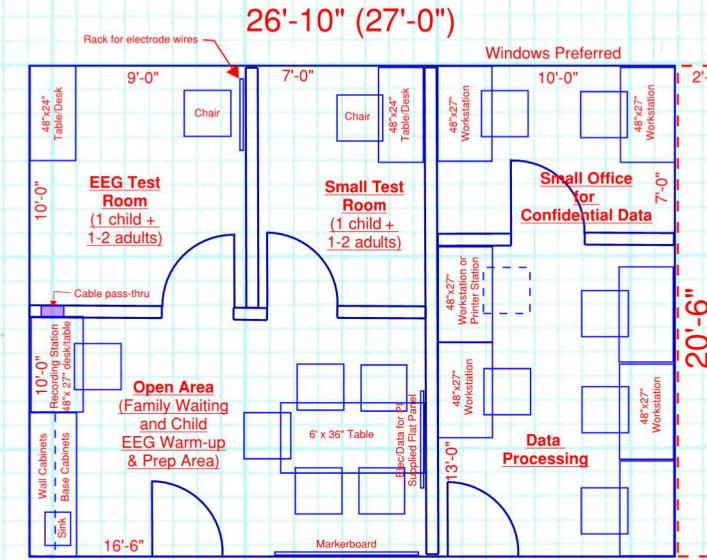 26'-10" (27'-0")
Rack for electrode wires
Windows Preferred
9'-0"
7'-0"
10'-0"
2'-
48"x24"
Table/Desk
Chair
Chair
48"x24"
Table/Desk
48"x27"
Workstation
48"x27"
Workstation
EEG Test
Room
(1 child +
1-2 adults)
10'-0"
Small Test
Room
(1 child +
1-2 adults)
Small Office
for
Confidential Data
7'-0"
Cable pass-thru
48"x27"
Workstation or
Printer Station
20'-6"
10'-0"
Recording Station
48"x 27" desk/table
Open Area
(Family Waiting
and Child
EEG Warm-up
& Prep Area)
6' x 36" Table
Elec/Data for PI
Supplied Flat Panel
48"x27"
Workstation
48"x27"
Workstation
Data
Processing
13'-0"
Wall Cabinets
Base Cabinets
Sink
16'-6"
Markerboard